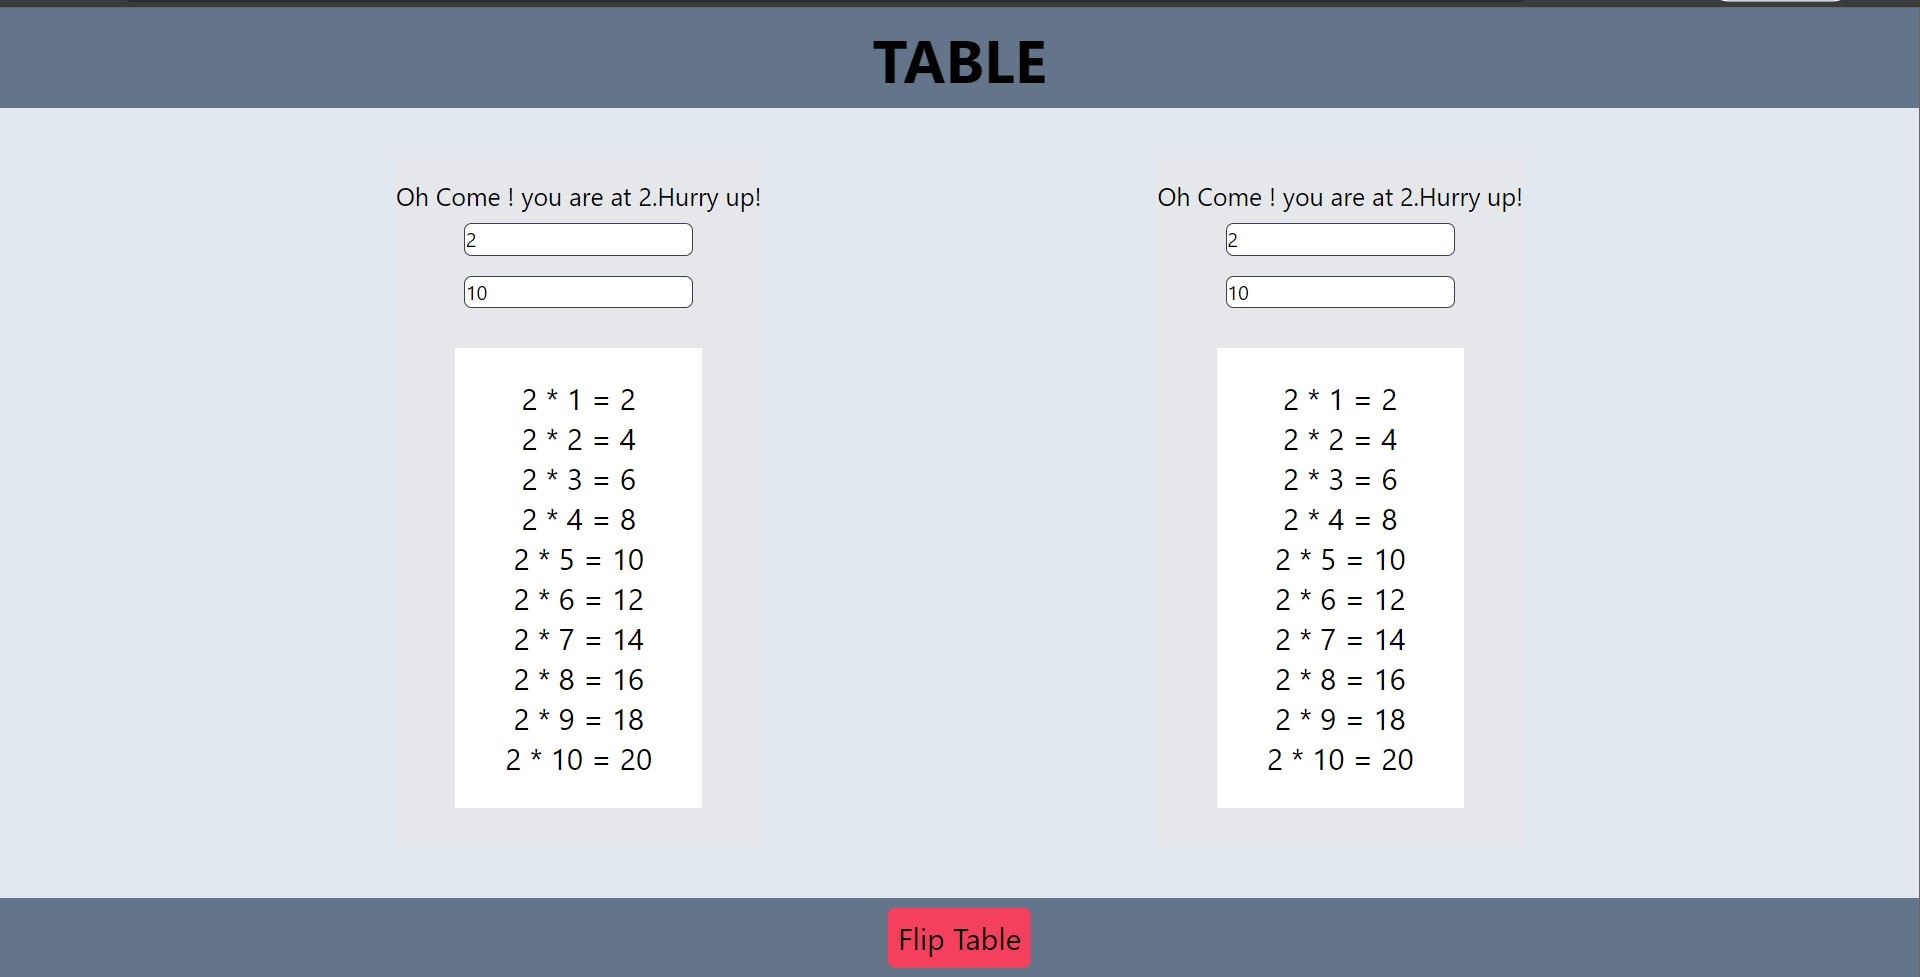 TABLE
Oh Come ! you are at 2.Hurry up!
2
10
2 * 1 = 2
2 * 2 = 4
2 * 3 = 6
2 * 4 = 8
2 * 5 = 10
2 * 6 = 12
2 * 7 = 14
2 * 8 = 16
2 * 9 = 18
2 * 10 = 20
Oh Come ! you are at 2.Hurry up!
2
10
2 * 1 = 2
2 * 2 = 4
2 * 3 = 6
2 * 4 = 8
2 * 5 = 10
2 * 6 = 12
2 * 7 = 14
2 * 8 = 16
2 * 9 = 18
2 * 10 = 20
Flip Table